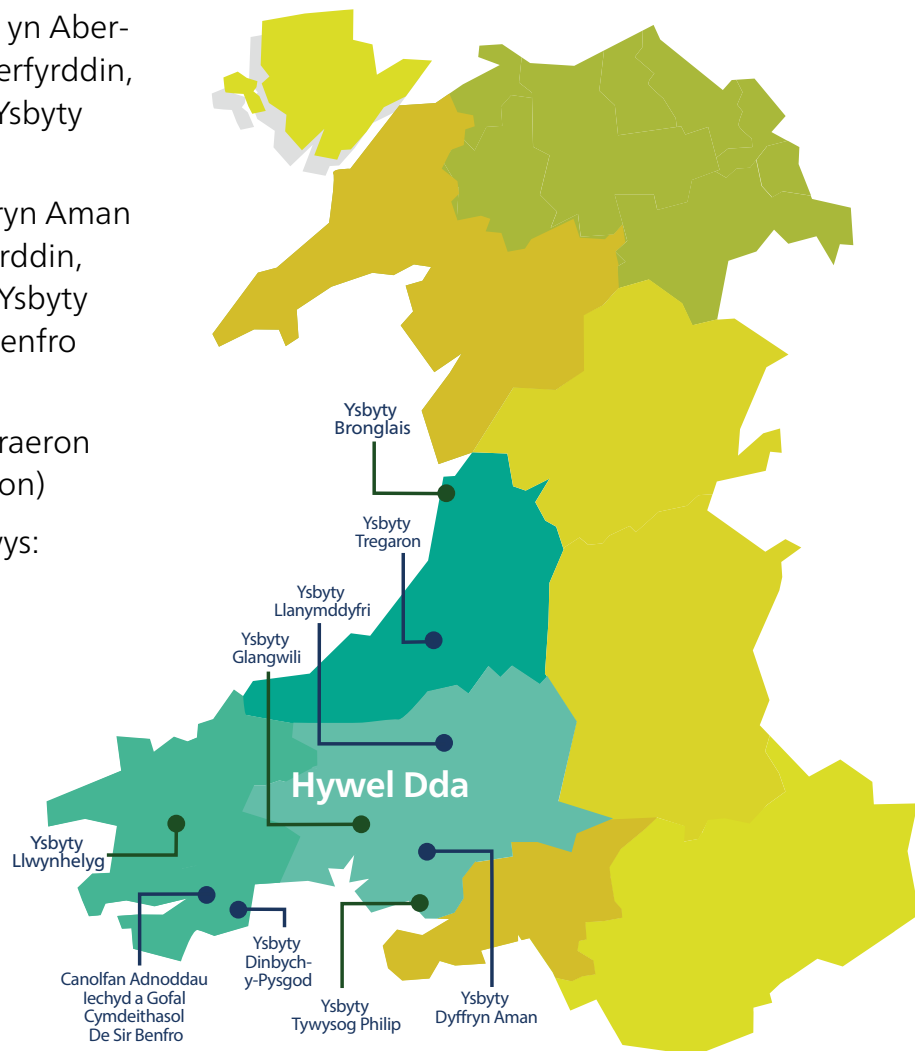 yn Aber-
erfyrddin,
Ysbyty
ryn Aman
rddin,
Ysbyty
enfro
raeron
on)
ys:
Ysbyty
Bronglais
Ysbyty
Tregaron
Ysbyty
Llanymddyfri
Ysbyty
Glangwili
Hywel Dda
Ysbyty
Llwynhelyg
Canolfan Adnoddau
Iechyd a Gofal
Cymdeithasol
De Sir Benfro
Ysbyty
Dinbych-
y-Pysgod
Ysbyty
Tywysog Philip
Ysbyty
Dyffryn Aman